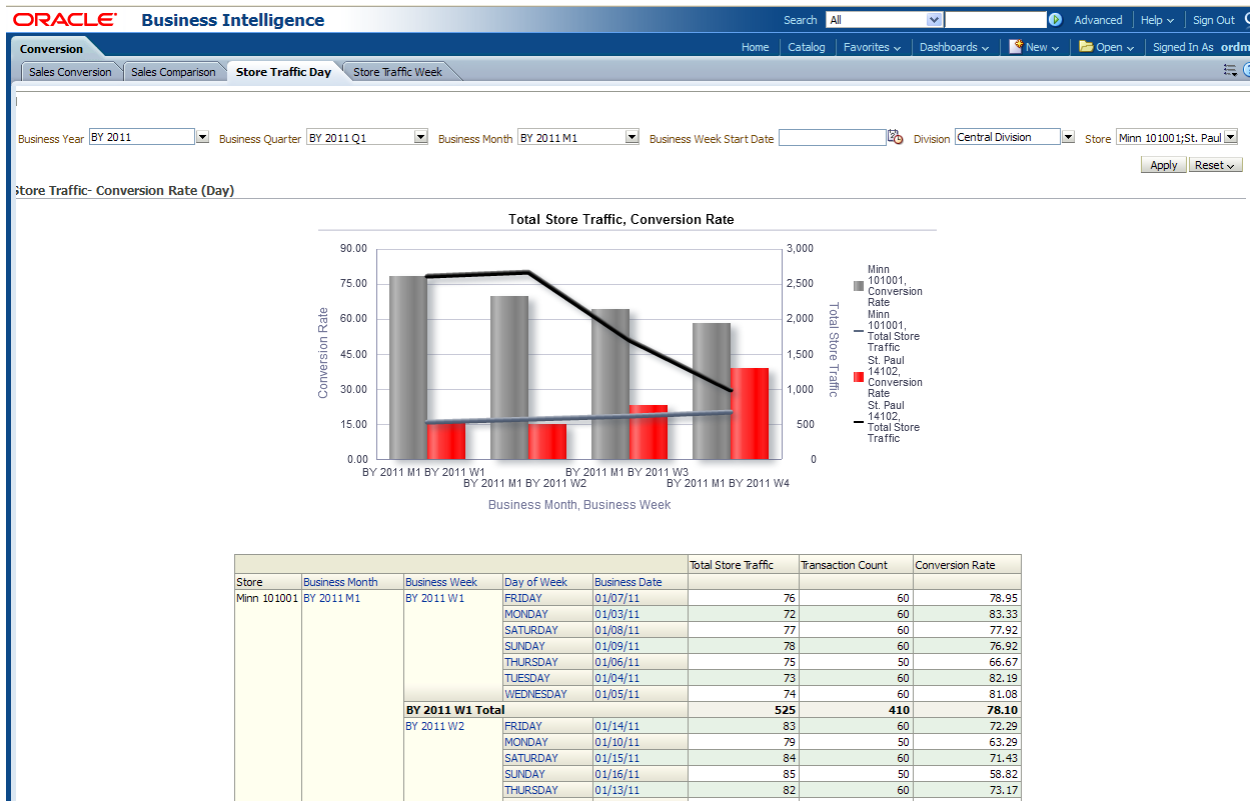 ORACLE Business Intelligence Search All Advanced Help Sign Out
Conversion Home Catalog Favorites Dashboards New Open Signed In As ordm
Sales Conversion Sales Comparison Store Traffic Day Store Traffic Week
Business Year BY 2011 Business Quarter BY 2011 Q1 Business Month BY 2011 M1 Business Week Start Date Division Central Division Store Minn 101001;St. Paul
Apply Reset
Store Traffic- Conversion Rate (Day)
Total Store Traffic, Conversion Rate
90.00
75.00
60.00
45.00
30.00
15.00
0.00
Conversion Rate
3,000
2,500
2,000
1,500
1,000
500
0
Total Store Traffic
Minn
101001,
Conversion
Rate
Minn
101001,
Total Store
Traffic
St. Paul
14102,
Conversion
Rate
St. Paul
14102,
Total Store
Traffic
BY 2011 M1 BY 2011 W1
BY 2011 M1 BY 2011 W2
BY 2011 M1 BY 2011 W3
BY 2011 M1 BY 2011 W4
Business Month, Business Week
Total Store Traffic Transaction Count Conversion Rate
Store Business Month Business Week Day of Week Business Date
Minn 101001 BY 2011 M1 BY 2011 W1 FRIDAY 01/07/11 76 60 78.95
MONDAY 01/03/11 72 60 83.33
SATURDAY 01/08/11 77 60 77.92
SUNDAY 01/09/11 78 60 76.92
THURSDAY 01/06/11 75 50 66.67
TUESDAY 01/04/11 73 60 82.19
WEDNESDAY 01/05/11 74 60 81.08
BY 2011 W1 Total 525 410 78.10
BY 2011 W2 FRIDAY 01/14/11 83 60 72.29
MONDAY 01/10/11 79 50 63.29
SATURDAY 01/15/11 84 60 71.43
SUNDAY 01/16/11 85 50 58.82
THURSDAY 01/13/11 82 60 73.17